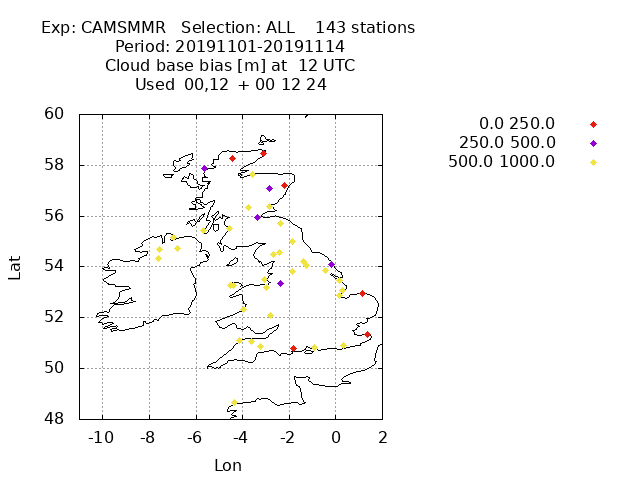 Exp: CAMSMMR Selection: ALL 143 stations
Period: 20191101-20191114
Cloud base bias [m] at 12 UTC
Used 00,12 + 00 12 24
0.0 250.0
250.0 500.0
500.0 1000.0
60
58
56
54
52
50
48
Lat
-10 -8 -6 -4 -2 0 2
Lon